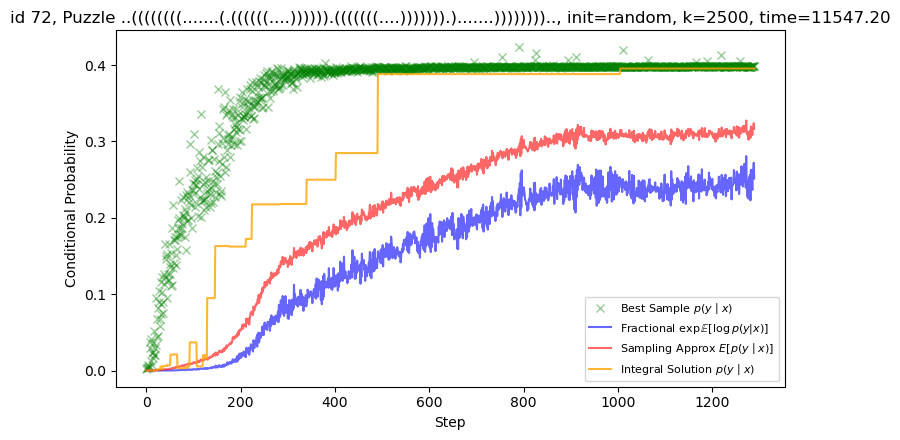 id 72, Puzzle ..((((((((.......(.((((((....)))))).(((((((....))))))).).......)))))))).., init=random, k=2500, time=11547.20
Conditional Probability
0.4
0.3
0.2
0.1
0.0
Best Sample p(y | x)
Fractional exp 𝔼[log p(y|x)]
Sampling Approx E[p(y | x)]
Integral Solution p(y | x)
0 200 400 600 800 1000 1200
Step